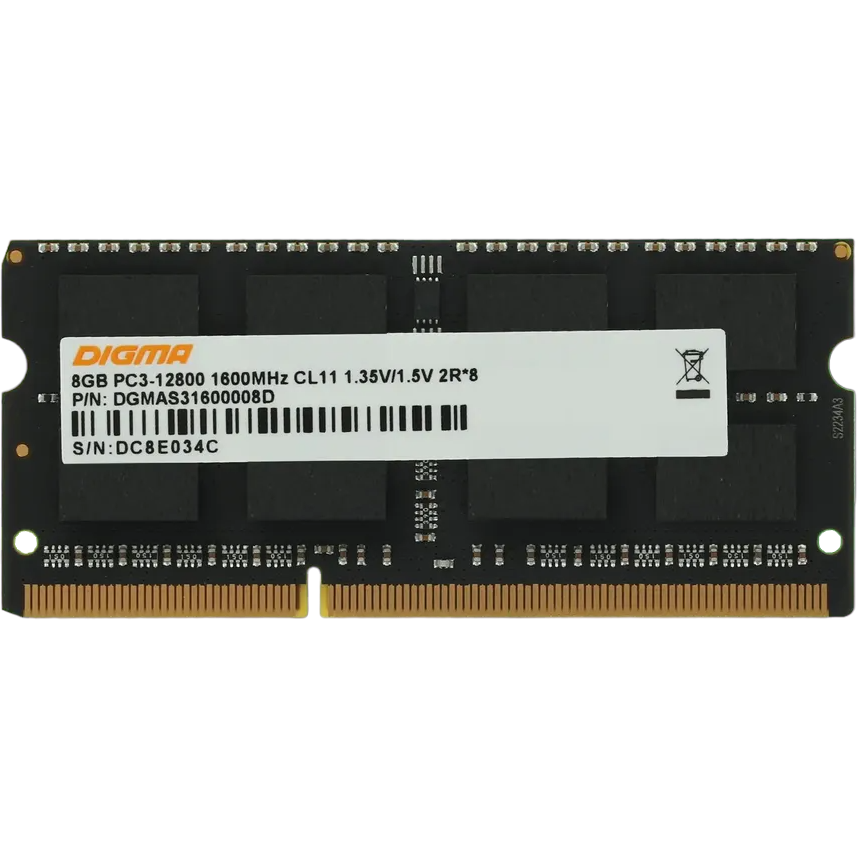 DIGMA
8GB PC3-12800 1600MHz CL11 1.35V/1.5V 2R*8
P/N: DGMAS31600008D
S/N:DC8E034C
S2234A3